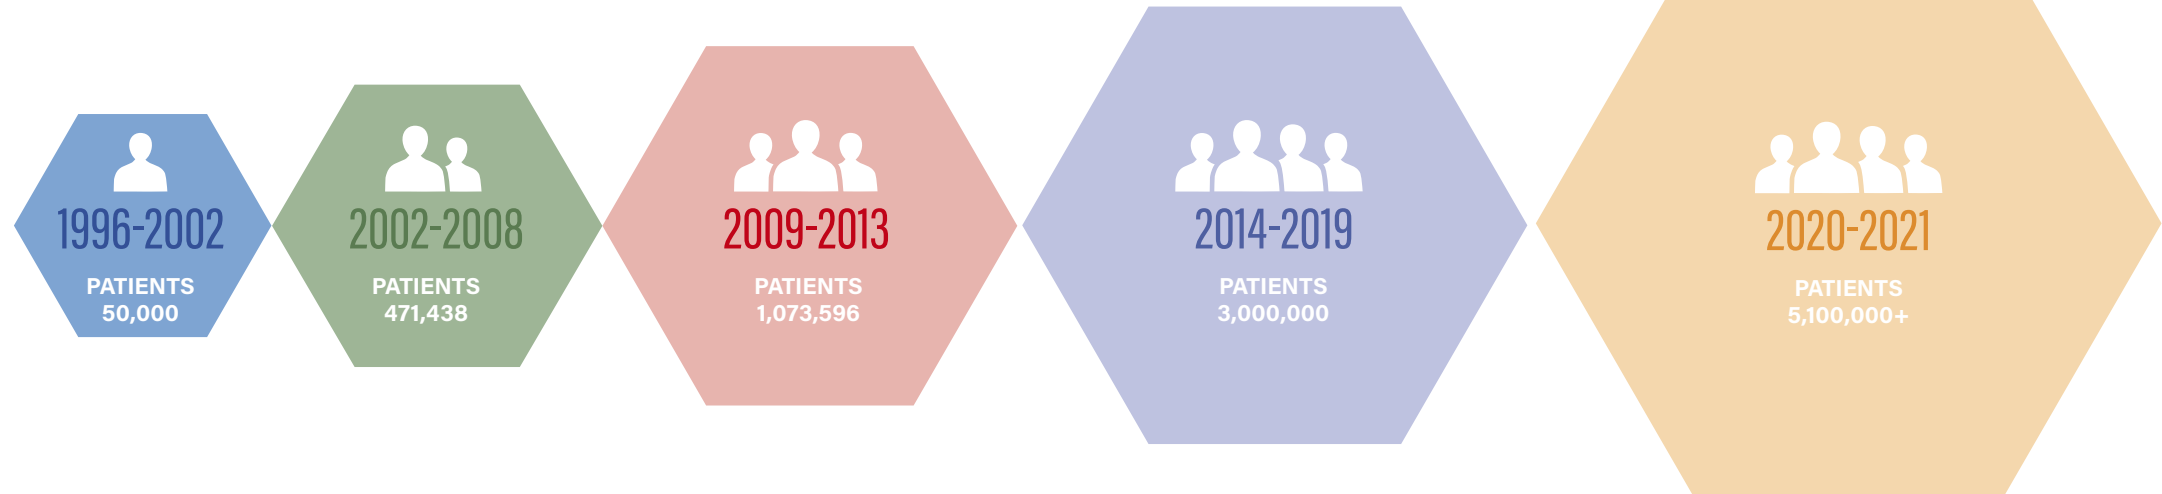 1996-2002
PATIENTS
50,000
2002-2008
PATIENTS
471,438
2009-2013
PATIENTS
1,073,596
2014-2019
PATIENTS
3,000,000
2020-2021
PATIENTS
5,100,000+